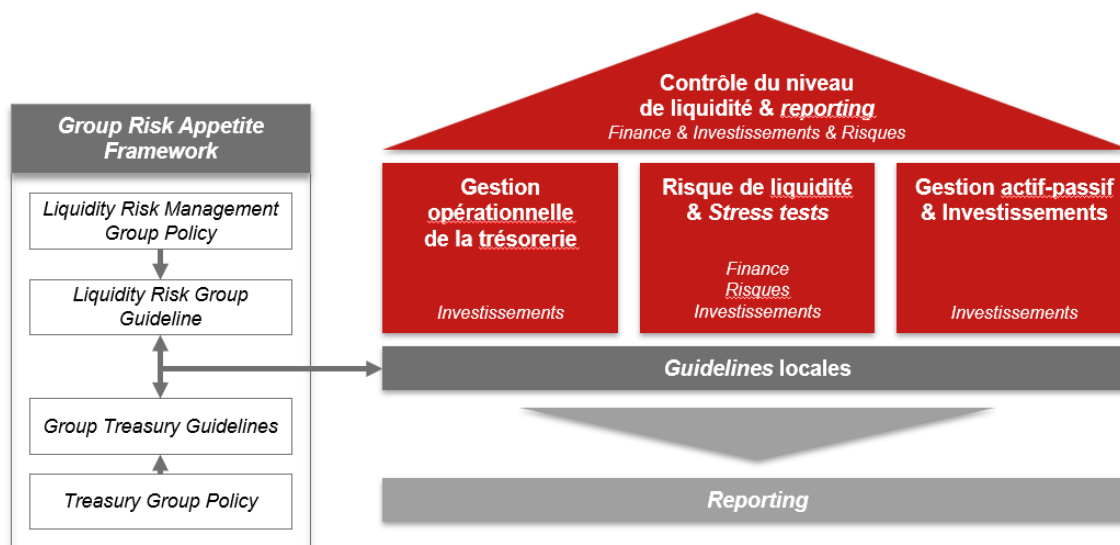 Group Risk Appetite
Framework
Liquidity Risk Management
Group Policy
Liquidity Risk Group
Guideline
Group Treasury Guidelines
Treasury Group Policy
Contrôle du niveau
de liquidité & reporting
Finance & Investissements & Risques
Gestion
opérationnelle
de la trésorerie
Investissements
Risque de liquidité
& Stress tests
Finance
Risques
Investissements
Gestion actif-passif
& Investissements
Investissements
Guidelines locales
Reporting